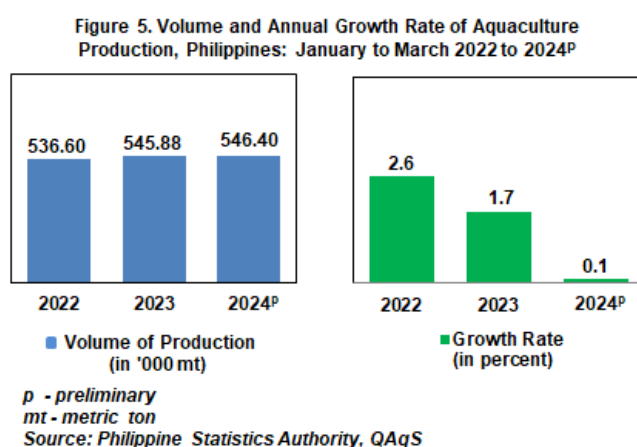 Figure 5. Volume and Annual Growth Rate of Aquaculture
Production, Philippines: January to March 2022 to 2024ᵖ
536.60 545.88 546.40
2022 2023 2024ᵖ
Volume of Production
(in '000 mt)
2.6
1.7
0.1
2022 2023 2024ᵖ
Growth Rate
(in percent)
p - preliminary
mt - metric ton
Source: Philippine Statistics Authority, QAqS